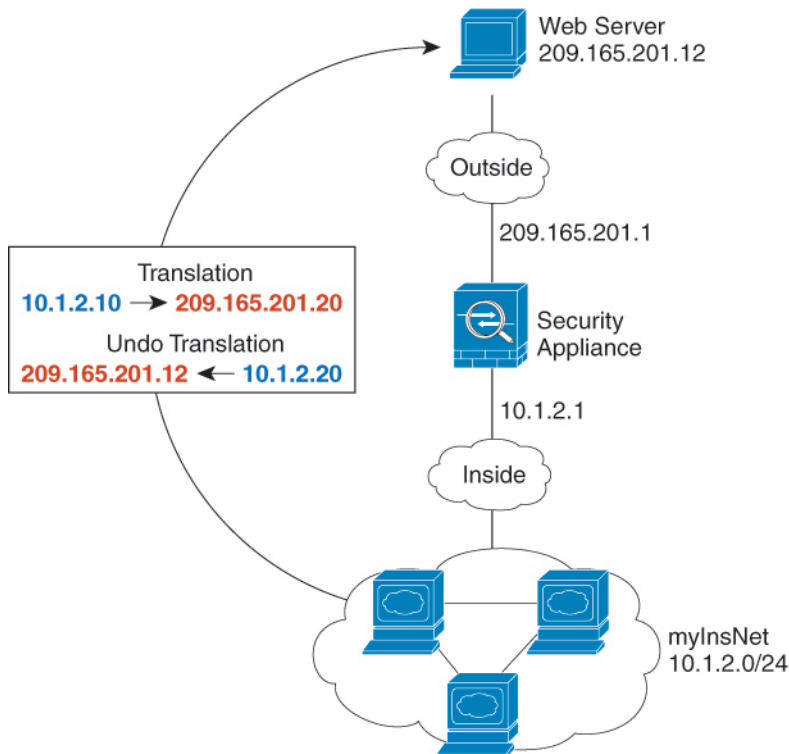 Web Server
209.165.201.12
Outside
209.165.201.1
Translation
10.1.2.10 → 209.165.201.20
Undo Translation
209.165.201.12 ← 10.1.2.20
Security
Appliance
10.1.2.1
Inside
myInsNet
10.1.2.0/24